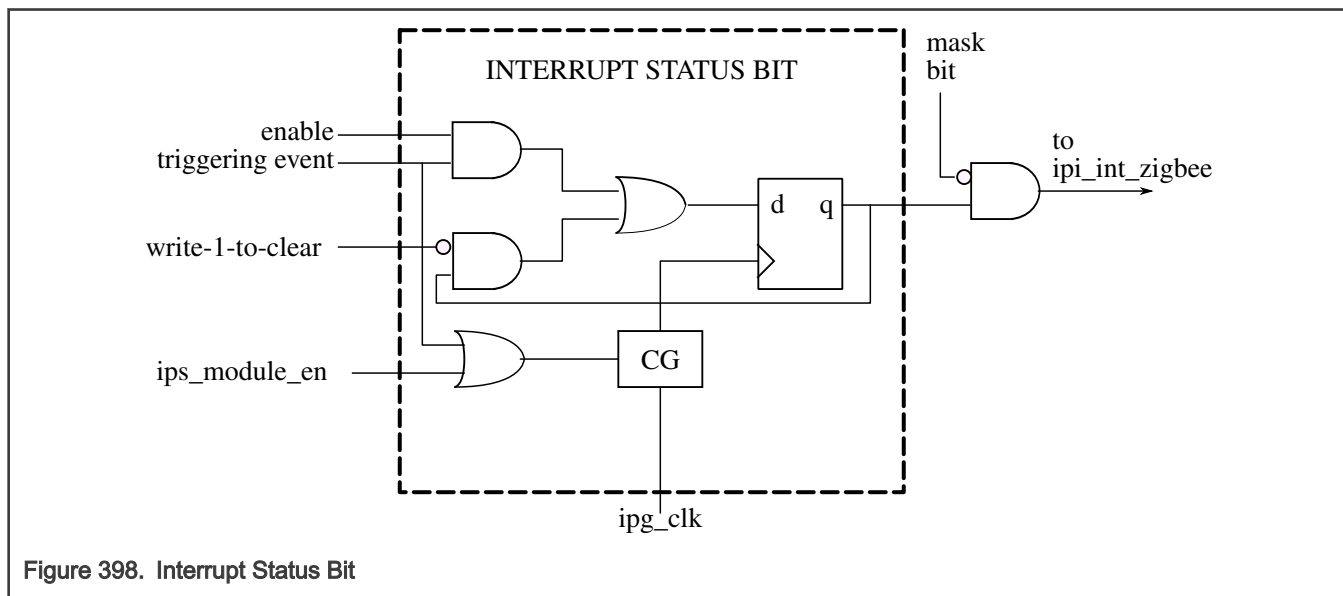 mask
bit
INTERRUPT STATUS BIT
enable
triggering event
to
ipi_int_zigbee
d q
write-1-to-clear
CG
ips_module_en
ipg_clk
Figure 398. Interrupt Status Bit